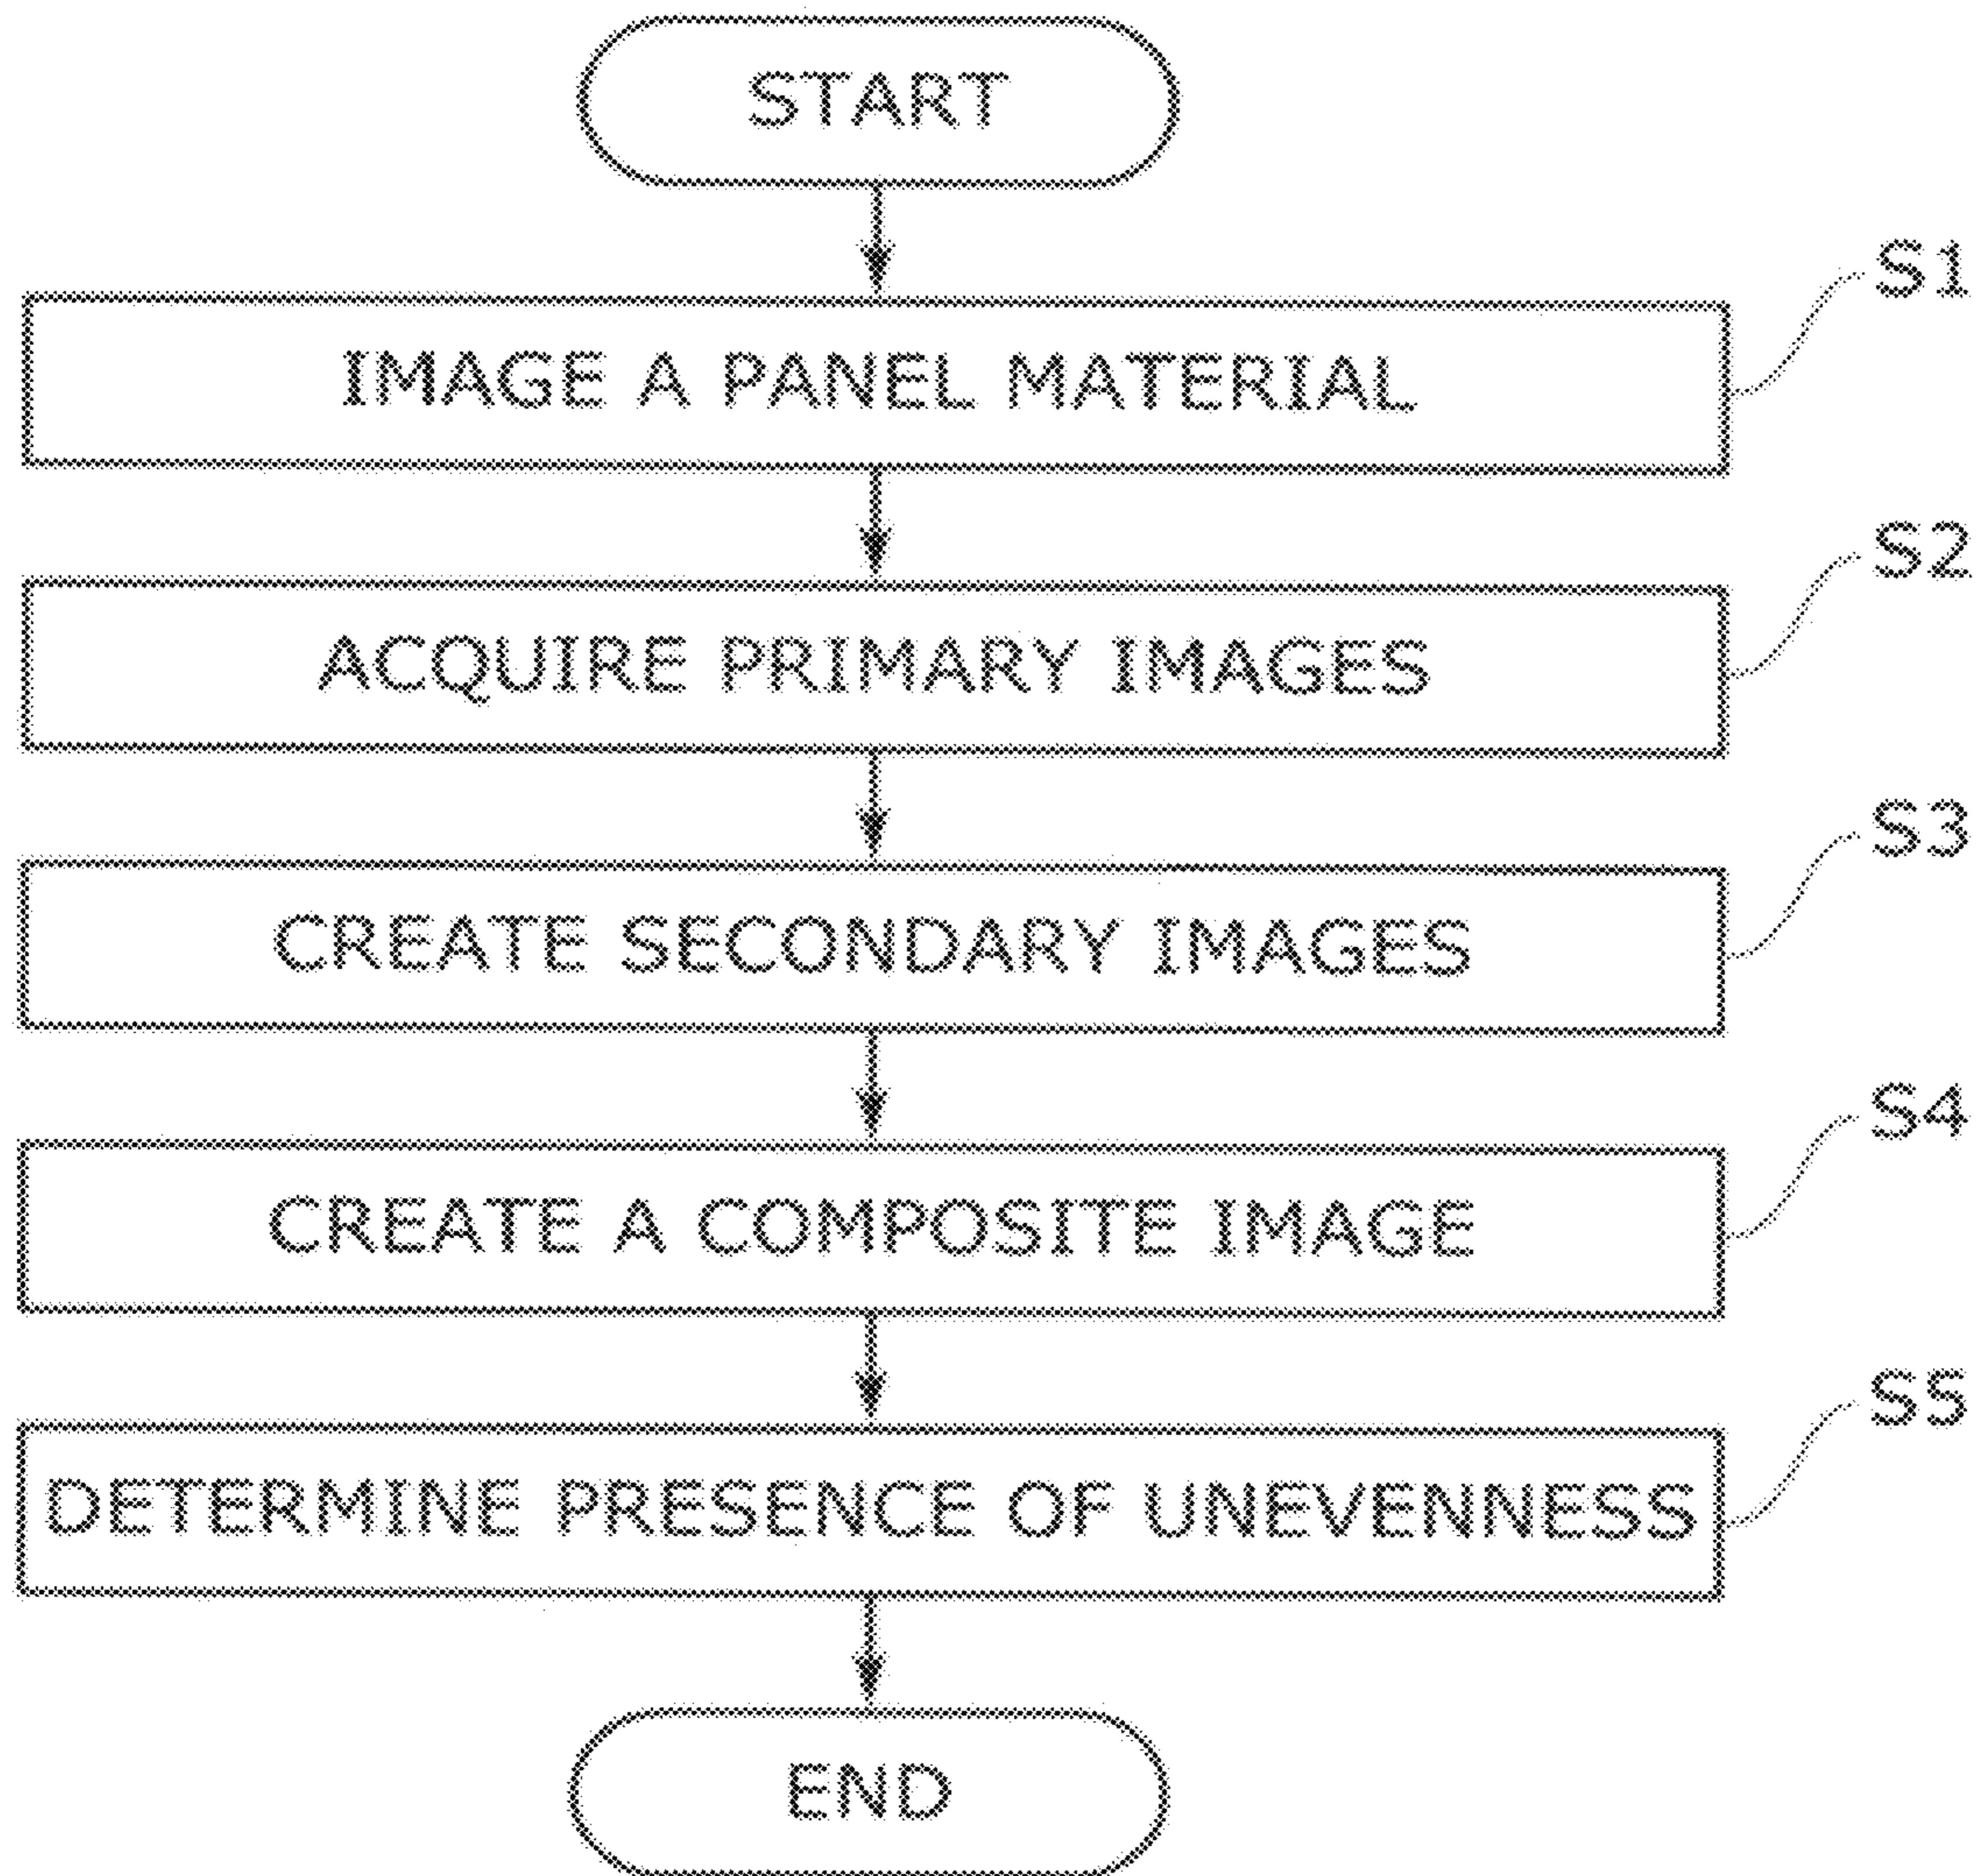 START
S1
IMAGE A PANEL MATERIAL
S2
ACQUIRE PRIMARY IMAGES
S3
CREATE SECONDARY IMAGES
S4
CREATE A COMPOSITE IMAGE
S5
DETERMINE PRESENCE OF UNEVENNESS
END